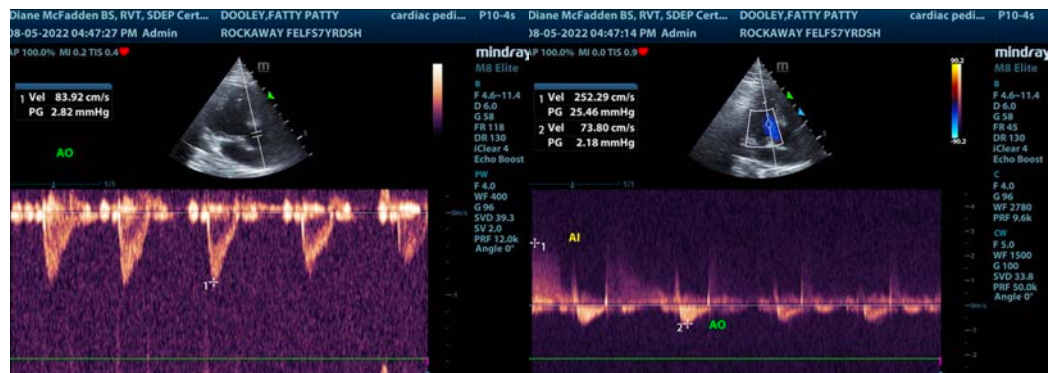 Diane McFadden BS, RVT, SDEP Cert... DOOLEY,FATTY PATTY cardiac pedi... P10-4s
08-05-2022 04:47:27 PM Admin ROCKAWAY FELFS7YRDSH
AP 100.0% MI 0.2 TIS 0.4
mindray
M8 Elite
m
1 Vel 83.92 cm/s
PG 2.82 mmHg
AO
B
F 4.6~11.4
D 6.0
G 58
FR 118
DR 130
iClear 4
Echo Boost
PW
F 4.0
WF 400
G 96
SVD 39.3
SV 2.0
PRF 12.0k
Angle 0°
2 1/1
1
Diane McFadden BS, RVT, SDEP Cert... DOOLEY,FATTY PATTY cardiac pedi... P10-4s
08-05-2022 04:47:14 PM Admin ROCKAWAY FELFS7YRDSH
AP 100.0% MI 0.0 TIS 0.9
mindray
M8 Elite
m
1 Vel 252.29 cm/s
PG 25.46 mmHg
2 Vel 73.80 cm/s
PG 2.18 mmHg
90.2
-90.2
B
F 4.6~11.4
D 6.0
G 58
FR 45
DR 130
iClear 4
Echo Boost
C
F 4.0
G 96
WF 2780
PRF 9.6k
CW
F 5.0
WF 1500
G 100
SVD 33.8
PRF 50.0k
Angle 0°
2 1/1
1
AI
2
AO